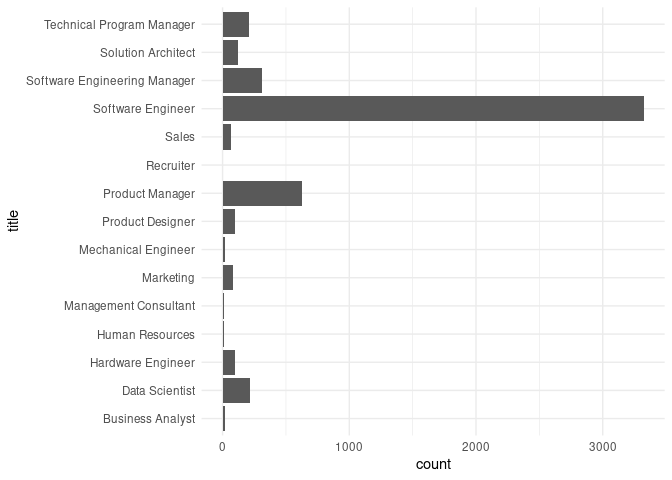 Technical Program Manager
Solution Architect
Software Engineering Manager
Software Engineer
Sales
Recruiter
Product Manager
Product Designer
Mechanical Engineer
Marketing
Management Consultant
Human Resources
Hardware Engineer
Data Scientist
Business Analyst
title
0 1000 2000 3000
count